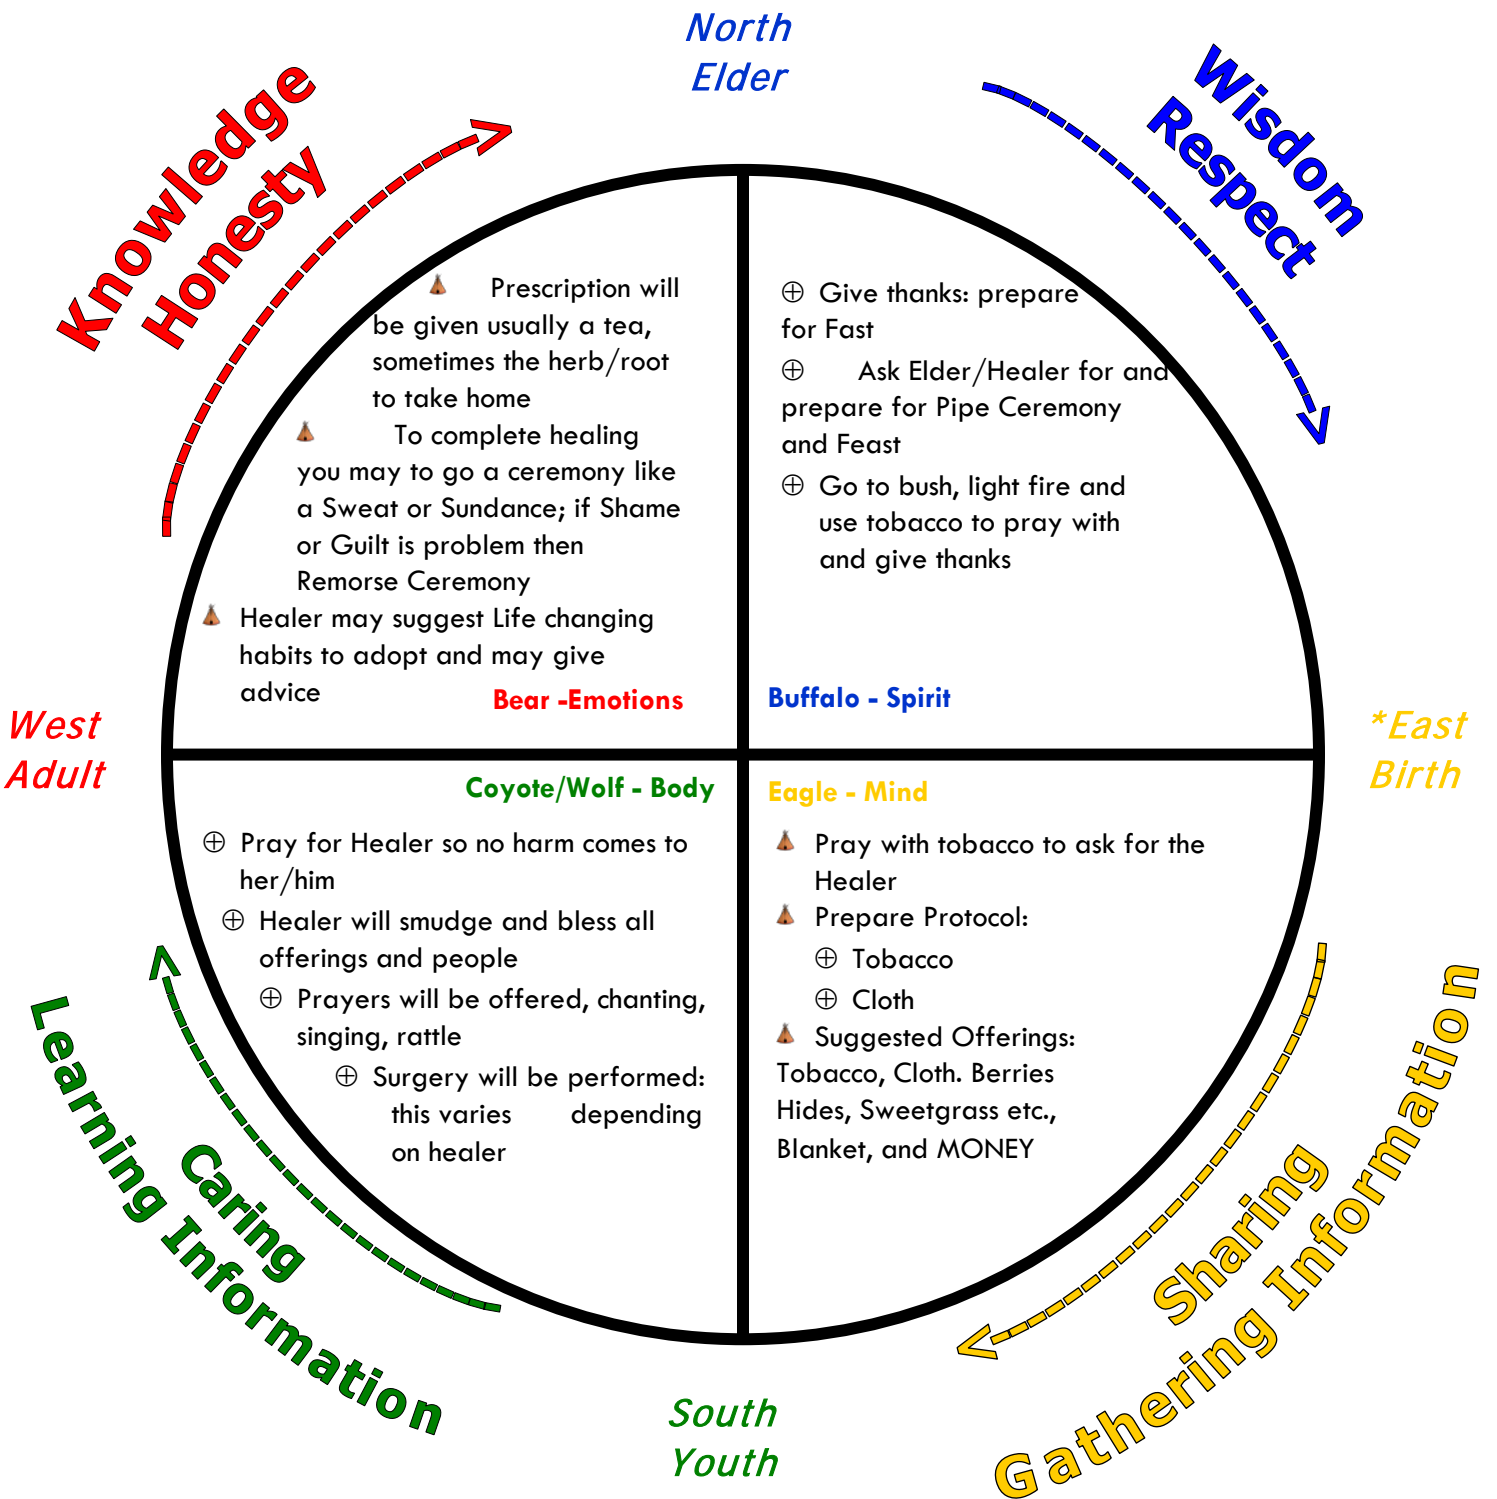 North
Elder
Knowledge
Honesty
Wisdom
Respect
Prescription will
be given usually a tea,
sometimes the herb/root
to take home
To complete healing
you may to go a ceremony like
a Sweat or Sundance; if Shame
or Guilt is problem then
Remorse Ceremony
Healer may suggest Life changing
habits to adopt and may give
advice
Bear -Emotions
Give thanks: prepare
for Fast
Ask Elder/Healer for and
prepare for Pipe Ceremony
and Feast
Go to bush, light fire and
use tobacco to pray with
and give thanks
Buffalo - Spirit
West
Adult
*East
Birth
Coyote/Wolf - Body
Pray for Healer so no harm comes to
her/him
Healer will smudge and bless all
offerings and people
Prayers will be offered, chanting,
singing, rattle
Surgery will be performed:
this varies depending
on healer
Eagle - Mind
Pray with tobacco to ask for the
Healer
Prepare Protocol:
Tobacco
Cloth
Suggested Offerings:
Tobacco, Cloth. Berries
Hides, Sweetgrass etc.,
Blanket, and MONEY
Caring
Learning Information
Sharing
Gathering Information
South
Youth